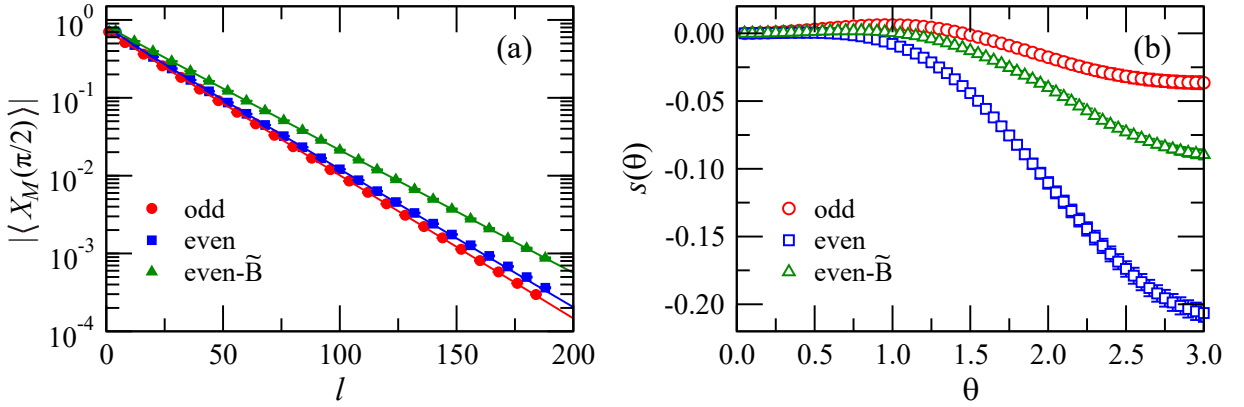 (a)
|⟨X_M(π/2)⟩|
10^0
10^-1
10^-2
10^-3
10^-4
odd
even
even-B̃
0 50 100 150 200
l
(b)
s(θ)
0.00
-0.05
-0.10
-0.15
-0.20
odd
even
even-B̃
0.0 0.5 1.0 1.5 2.0 2.5 3.0
θ